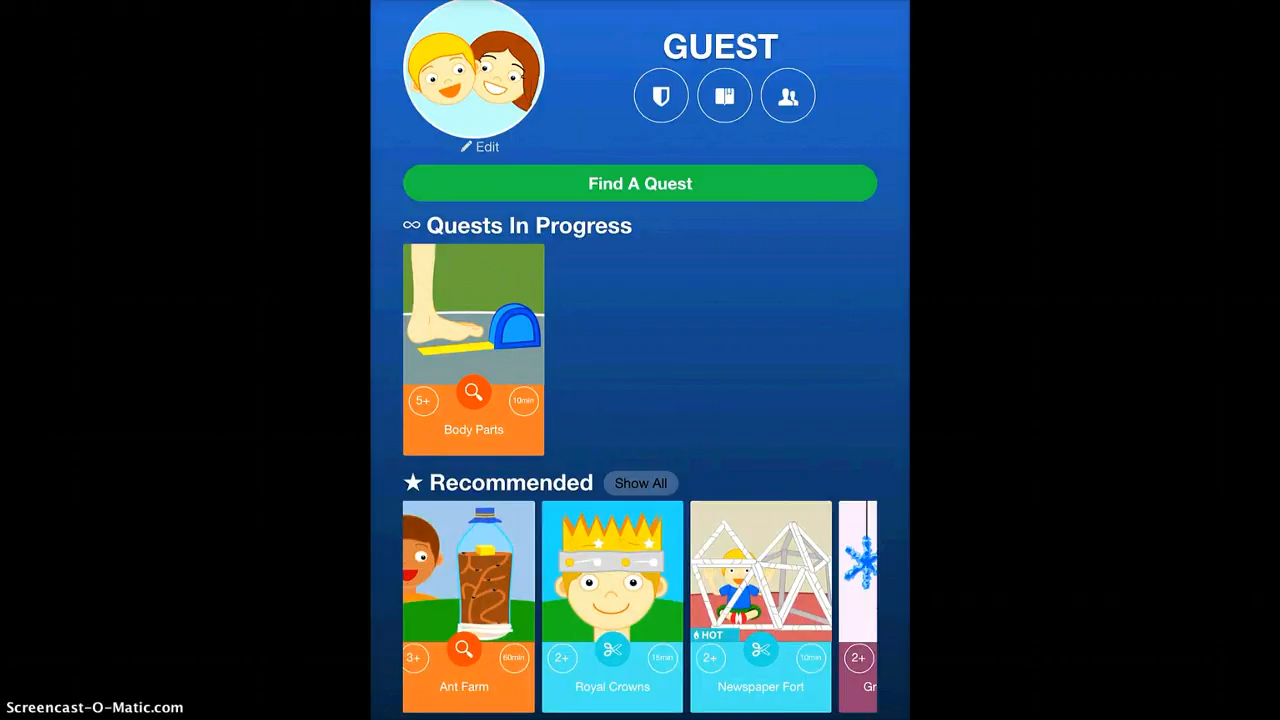 GUEST
Edit
Find A Quest
Quests In Progress
5+
10min
Body Parts
Recommended
Show All
HOT
3+
60min
2+
15min
2+
10min
2+
Ant Farm
Royal Crowns
Newspaper Fort
Gr
Screencast-O-Matic.com